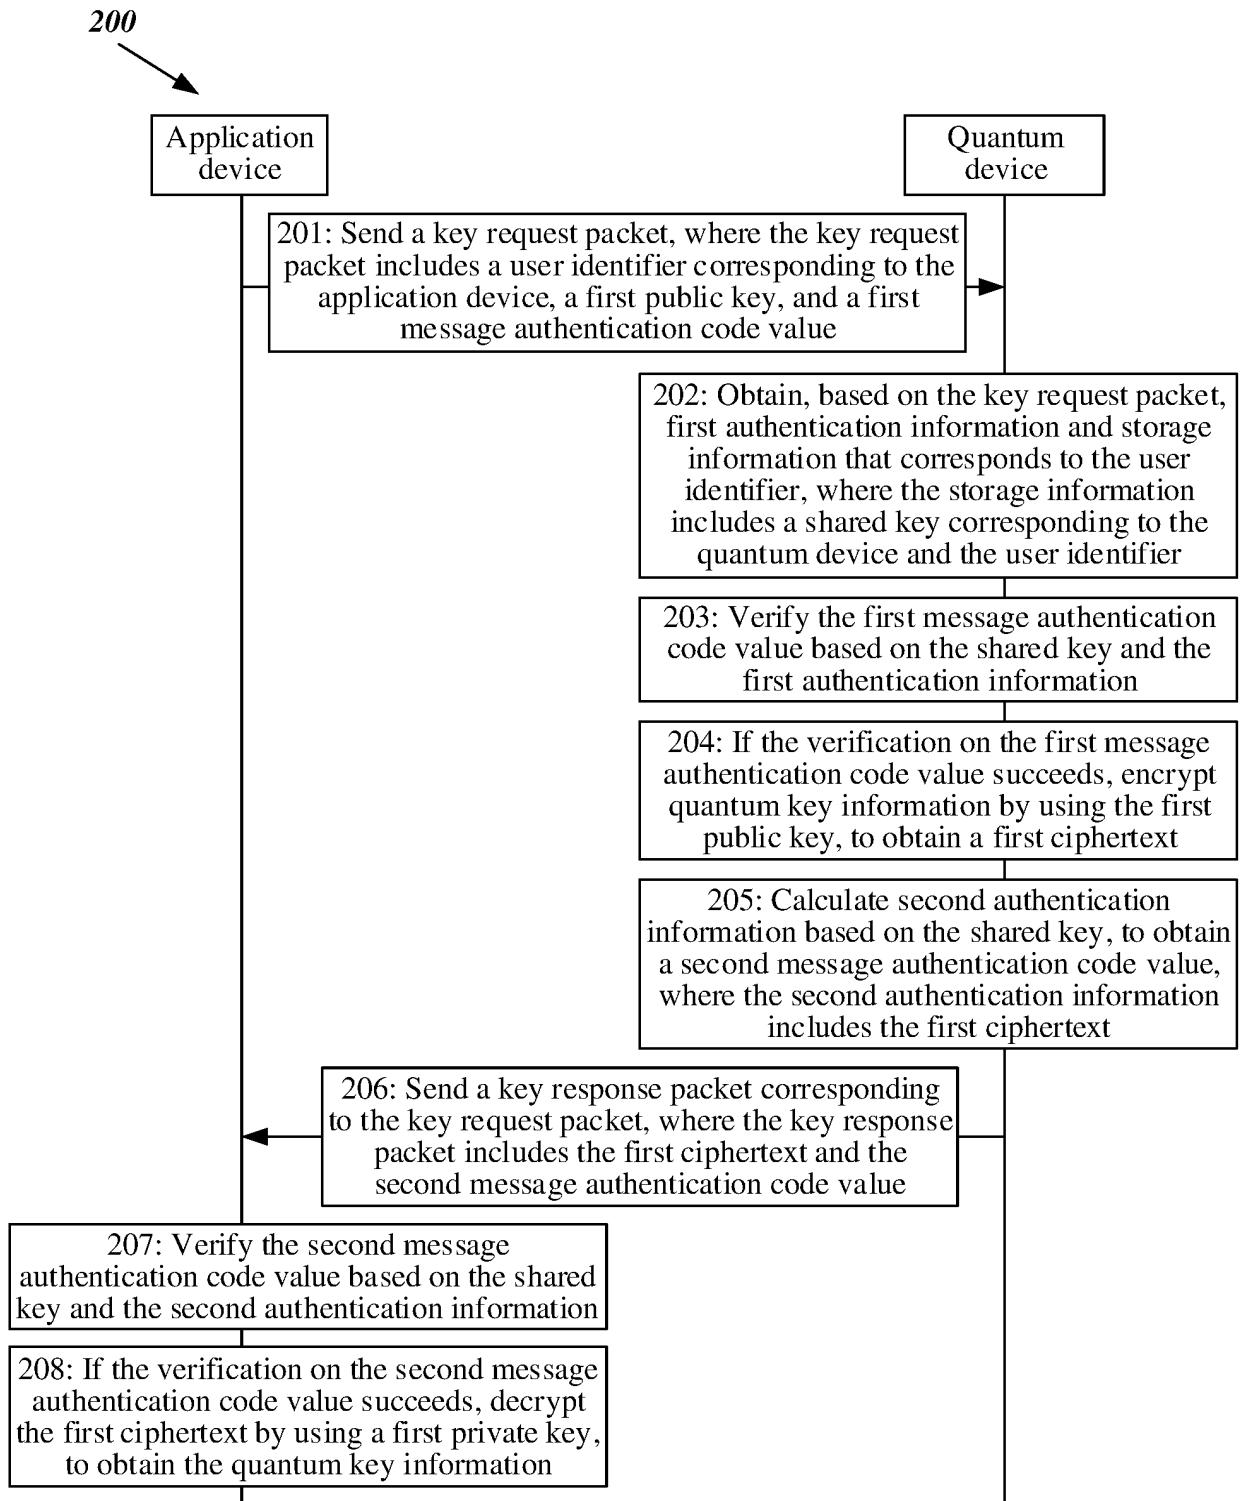 200
Application
device
Quantum
device
201: Send a key request packet, where the key request
packet includes a user identifier corresponding to the
application device, a first public key, and a first
message authentication code value
202: Obtain, based on the key request packet,
first authentication information and storage
information that corresponds to the user
identifier, where the storage information
includes a shared key corresponding to the
quantum device and the user identifier
203: Verify the first message authentication
code value based on the shared key and the
first authentication information
204: If the verification on the first message
authentication code value succeeds, encrypt
quantum key information by using the first
public key, to obtain a first ciphertext
205: Calculate second authentication
information based on the shared key, to obtain
a second message authentication code value,
where the second authentication information
includes the first ciphertext
206: Send a key response packet corresponding
to the key request packet, where the key response
packet includes the first ciphertext and the
second message authentication code value
207: Verify the second message
authentication code value based on the shared
key and the second authentication information
208: If the verification on the second message
authentication code value succeeds, decrypt
the first ciphertext by using a first private key,
to obtain the quantum key information